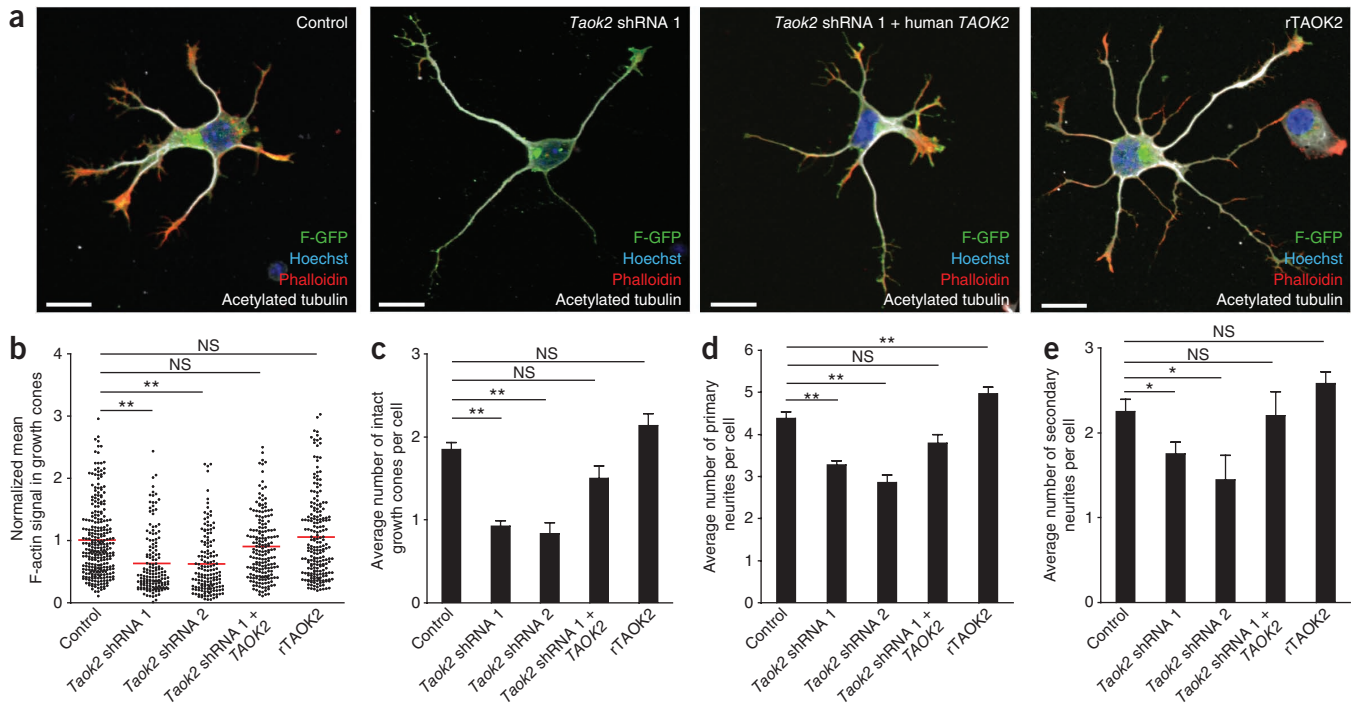 a
Control
Taok2 shRNA 1
Taok2 shRNA 1 + human TAOK2
rTAOK2
F-GFP
Hoechst
Phalloidin
Acetylated tubulin
F-GFP
Hoechst
Phalloidin
Acetylated tubulin
F-GFP
Hoechst
Phalloidin
Acetylated tubulin
F-GFP
Hoechst
Phalloidin
Acetylated tubulin
b
Normalized mean
F-actin signal in growth cones
4
3
2
1
0
NS
NS
**
**
Control
Taok2 shRNA 1
Taok2 shRNA 2
Taok2 shRNA 1 +
TAOK2
rTAOK2
c
Average number of intact
growth cones per cell
3
2
1
0
NS
NS
**
**
Control
Taok2 shRNA 1
Taok2 shRNA 2
Taok2 shRNA 1 +
TAOK2
rTAOK2
d
Average number of primary
neurites per cell
6
5
4
3
2
1
0
**
NS
**
**
Control
Taok2 shRNA 1
Taok2 shRNA 2
Taok2 shRNA 1 +
TAOK2
rTAOK2
e
Average number of secondary
neurites per cell
3
2
1
0
NS
NS
*
*
Control
Taok2 shRNA 1
Taok2 shRNA 2
Taok2 shRNA 1 +
TAOK2
rTAOK2